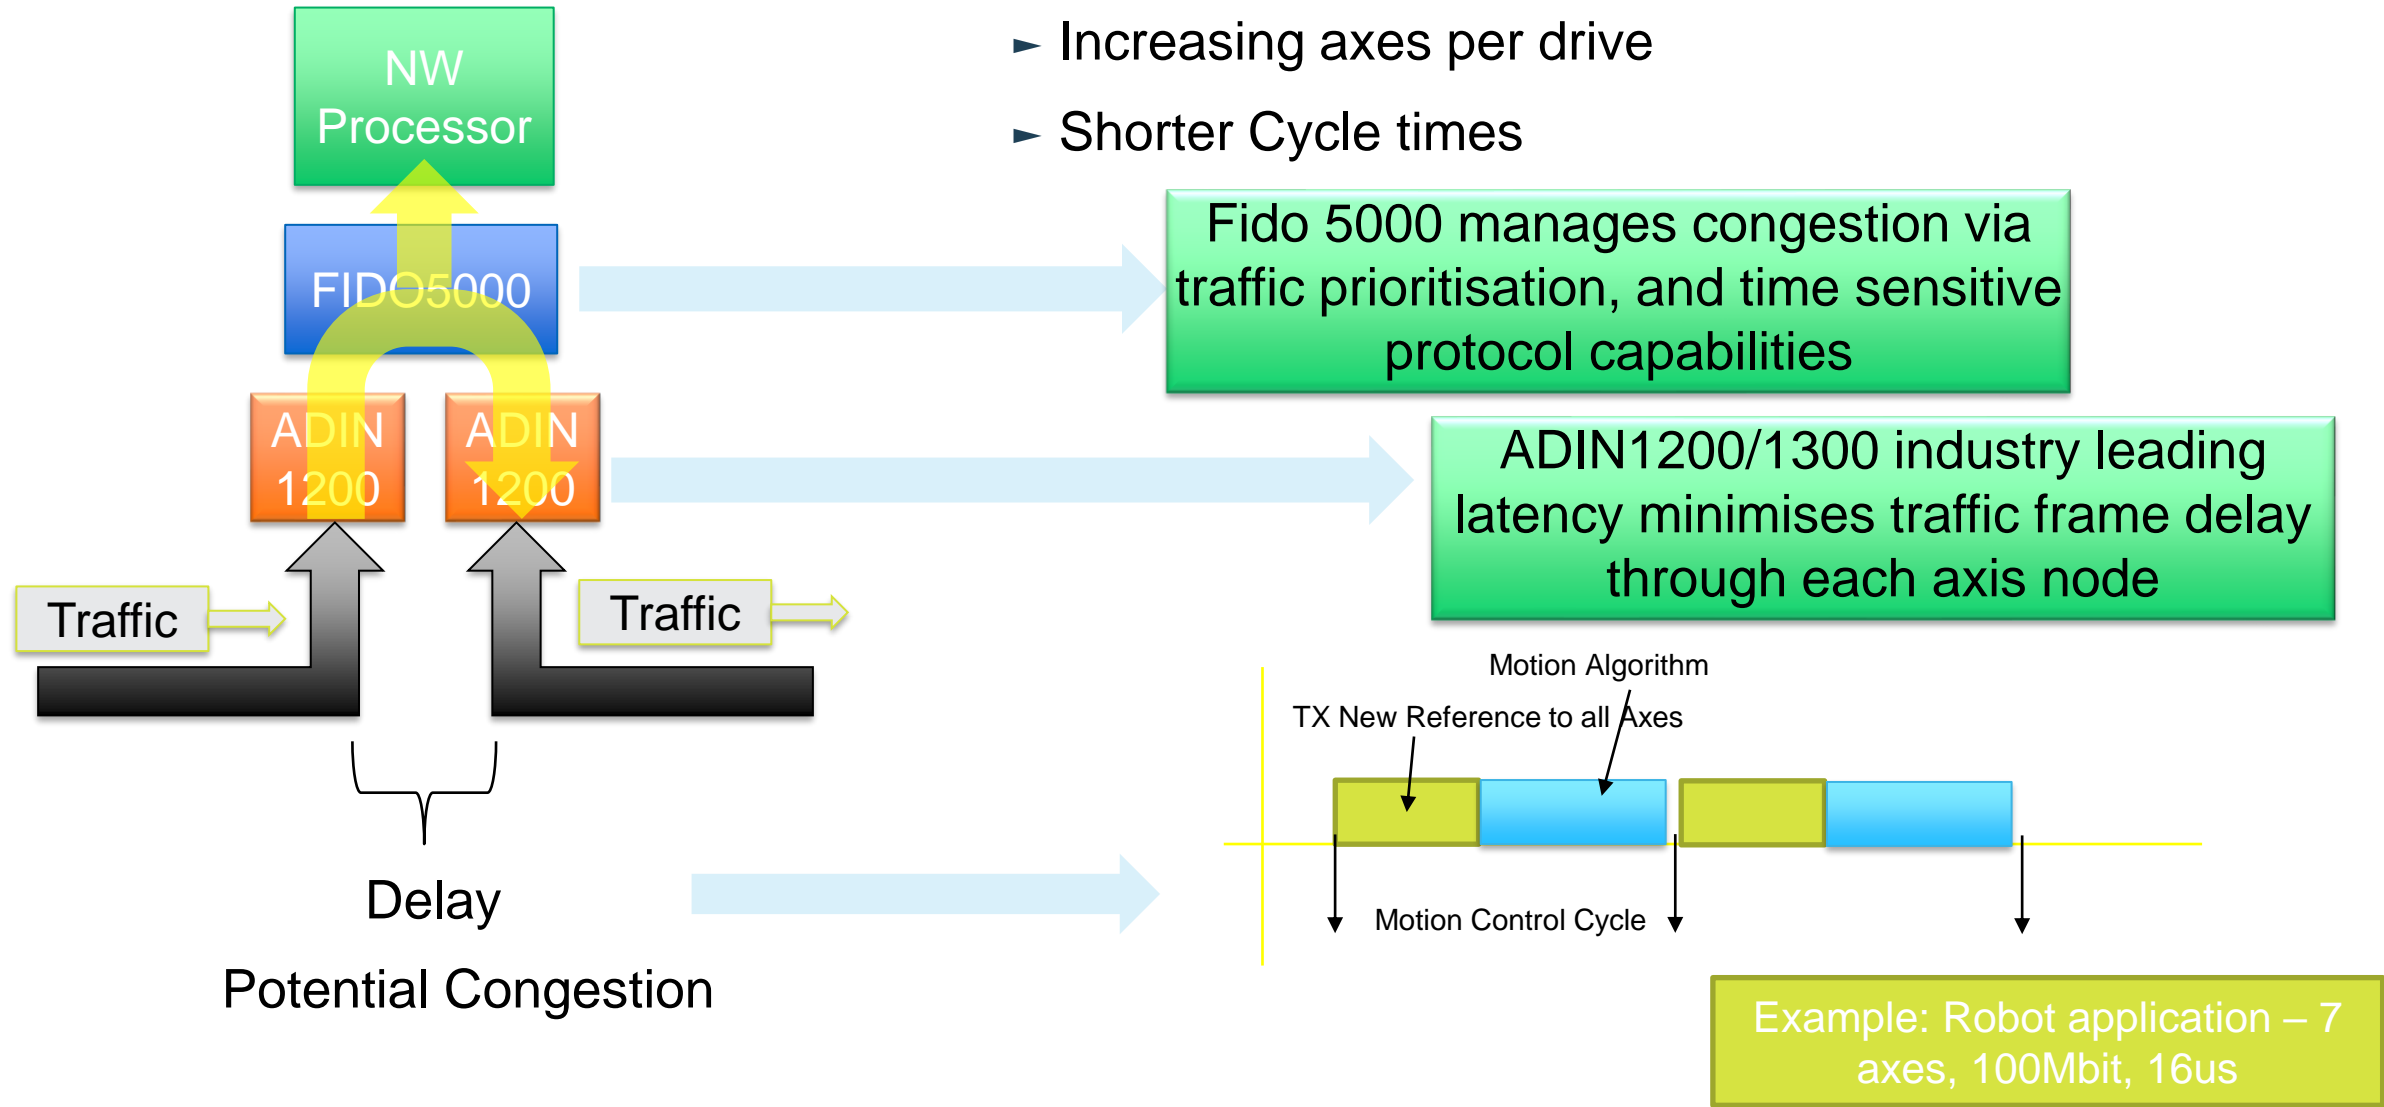 NW
Processor
FIDO5000
ADIN
1200
ADIN
1200
Traffic
Traffic
Delay
Potential Congestion
► Increasing axes per drive
► Shorter Cycle times
Fido 5000 manages congestion via
traffic prioritisation, and time sensitive
protocol capabilities
ADIN1200/1300 industry leading
latency minimises traffic frame delay
through each axis node
Motion Algorithm
TX New Reference to all Axes
Motion Control Cycle
Example: Robot application – 7
axes, 100Mbit, 16us